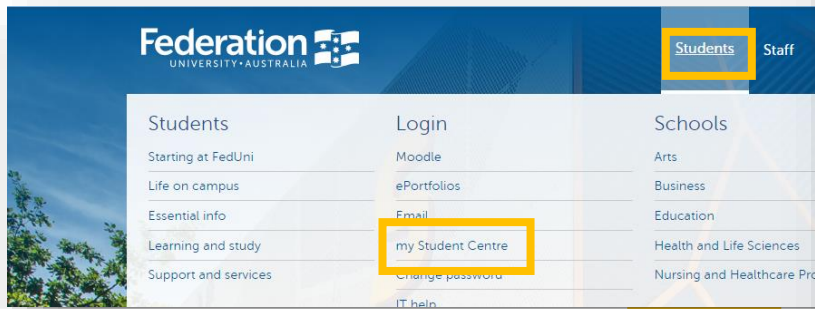 Federation
UNIVERSITY • AUSTRALIA
Students
Staff
Students
Starting at FedUni
Life on campus
Essential info
Learning and study
Support and services
Login
Moodle
ePortfolios
Email
my Student Centre
Change password
IT help
Schools
Arts
Business
Education
Health and Life Sciences
Nursing and Healthcare Pro